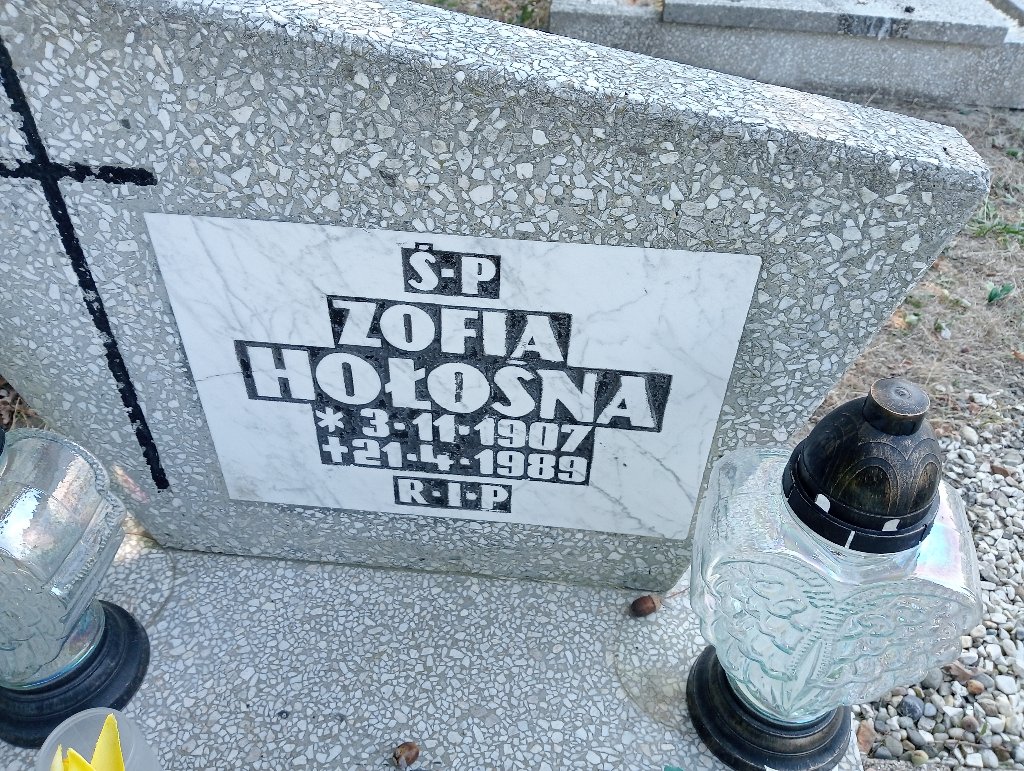 Ś-P
ZOFIA
HOŁOŚNA
* 3-11-1907
+21-4-1989
R-I-P